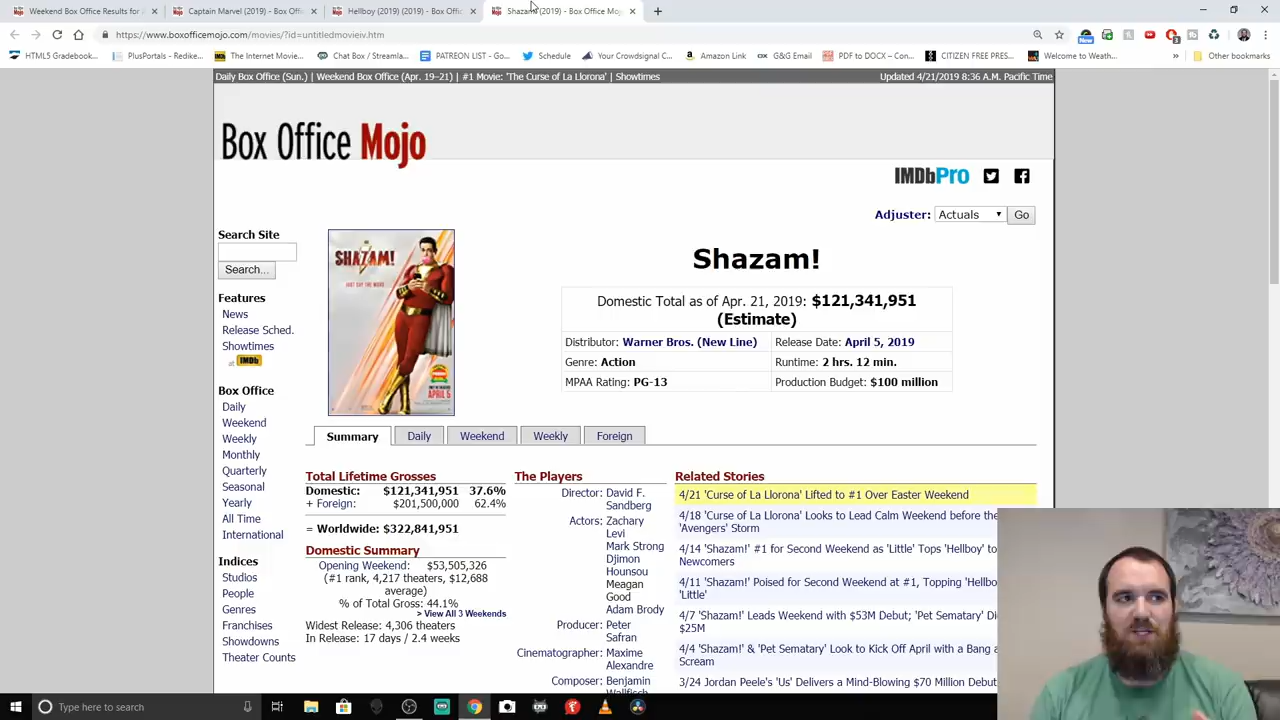 Weekend Box Office Results for A
Captain Marvel (2019) - Box Offi
Hellboy (2019) - Box Office Mojo
Shazam! (2019) - Box Office Moj
https://www.boxofficemojo.com/movies/?id=untitledmovieiv.htm
HTML5 Gradebook
PlusPortals - Redike...
The Internet Movie...
Chat Box / Streamla...
PATREON LIST - Go...
Schedule
Your Crowdsignal C...
Amazon Link
G&G Email
PDF to DOCX – Con...
CITIZEN FREE PRES...
Welcome to Weath...
Other bookmarks
Daily Box Office (Sun.) | Weekend Box Office (Apr. 19–21) | #1 Movie: 'The Curse of La Llorona' | Showtimes
Updated 4/21/2019 8:36 A.M. Pacific Time
Box Office Mojo
IMDbPro
Adjuster: Actuals Go
Search Site
Search...
Features
News
Release Sched.
Showtimes
at IMDb
Box Office
Daily
Weekend
Weekly
Monthly
Quarterly
Seasonal
Yearly
All Time
International
Indices
Studios
People
Genres
Franchises
Showdowns
Theater Counts
SHAZAM!
JUST SAY THE WORD
APRIL 5
Shazam!
Domestic Total as of Apr. 21, 2019: $121,341,951
(Estimate)
Distributor: Warner Bros. (New Line)
Release Date: April 5, 2019
Genre: Action
Runtime: 2 hrs. 12 min.
MPAA Rating: PG-13
Production Budget: $100 million
Summary
Daily
Weekend
Weekly
Foreign
Total Lifetime Grosses
Domestic: $121,341,951 37.6%
+ Foreign: $201,500,000 62.4%
= Worldwide: $322,841,951
Domestic Summary
Opening Weekend: $53,505,326
(#1 rank, 4,217 theaters, $12,688
average)
% of Total Gross: 44.1%
> View All 3 Weekends
Widest Release: 4,306 theaters
In Release: 17 days / 2.4 weeks
The Players
Director: David F.
Sandberg
Actors: Zachary
Levi
Mark Strong
Djimon
Hounsou
Meagan
Good
Adam Brody
Producer: Peter
Safran
Cinematographer: Maxime
Alexandre
Composer: Benjamin
Wallfisch
Related Stories
4/21 'Curse of La Llorona' Lifted to #1 Over Easter Weekend
4/18 'Curse of La Llorona' Looks to Lead Calm Weekend before the
'Avengers' Storm
4/14 'Shazam!' #1 for Second Weekend as 'Little' Tops 'Hellboy' to
Newcomers
4/11 'Shazam!' Poised for Second Weekend at #1, Topping 'Hellbo
'Little'
4/7 'Shazam!' Leads Weekend with $53M Debut; 'Pet Sematary' Di
$25M
4/4 'Shazam!' & 'Pet Sematary' Look to Kick Off April with a Bang a
Scream
3/24 Jordan Peele's 'Us' Delivers a Mind-Blowing $70 Million Debut
Type here to search